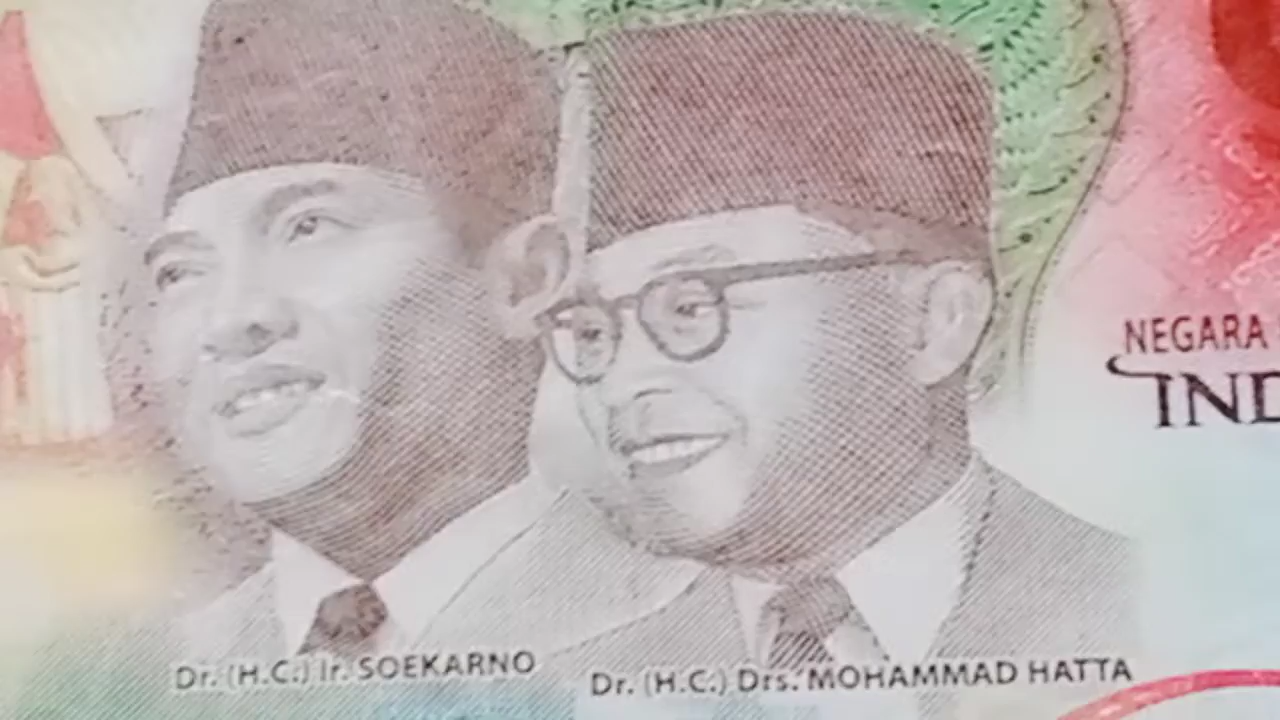 NEGARA
IND
Dr. (H.C.) Ir. SOEKARNO
Dr. (H.C.) Drs. MOHAMMAD HATTA